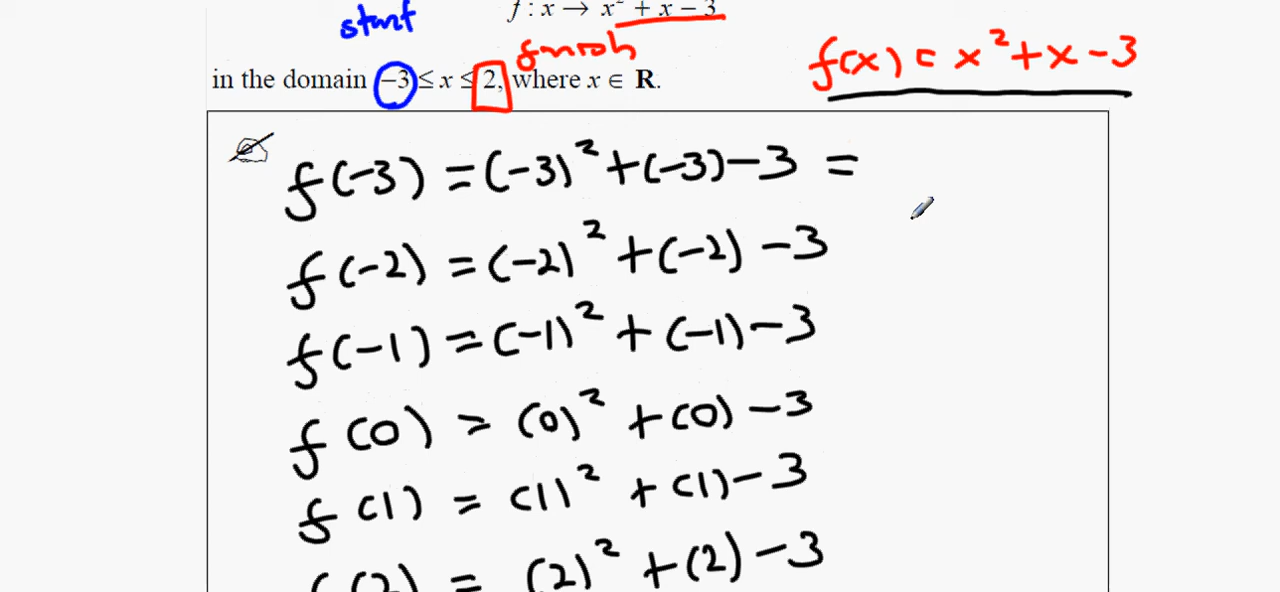 f : x → x² + x − 3
start
finish
in the domain −3 ≤ x ≤ 2, where x ∈ R.
f(x) = x² + x − 3
f(−3) = (−3)² + (−3) − 3 =
f(−2) = (−2)² + (−2) − 3
f(−1) = (−1)² + (−1) − 3
f(0) = (0)² + (0) − 3
f(1) = (1)² + (1) − 3
f(2) = (2)² + (2) − 3